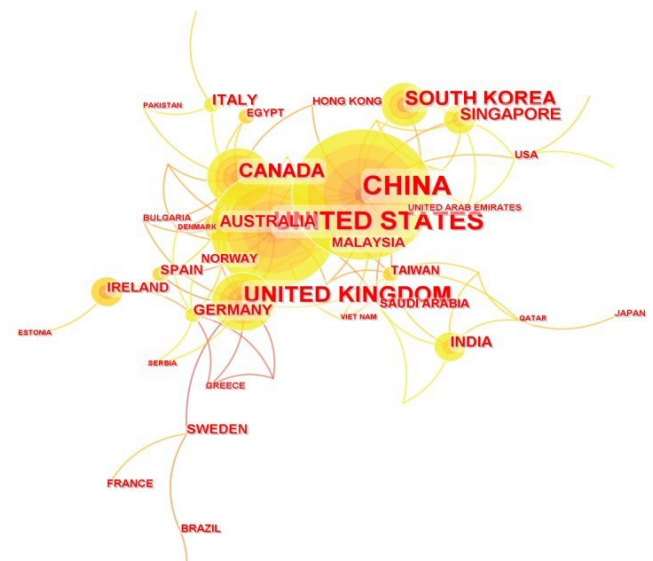 ITALY
SOUTH KOREA
HONG KONG
PAKISTAN
EGYPT
SINGAPORE
USA
CANADA
CHINA
UNITED ARAB EMIRATES
BULGARIA
AUSTRALIA
UNITED STATES
DENMARK
MALAYSIA
NORWAY
SPAIN
TAIWAN
IRELAND
UNITED KINGDOM
SAUDI ARABIA
GERMANY
VIET NAM
QATAR
JAPAN
ESTONIA
INDIA
SERBIA
GREECE
SWEDEN
FRANCE
BRAZIL